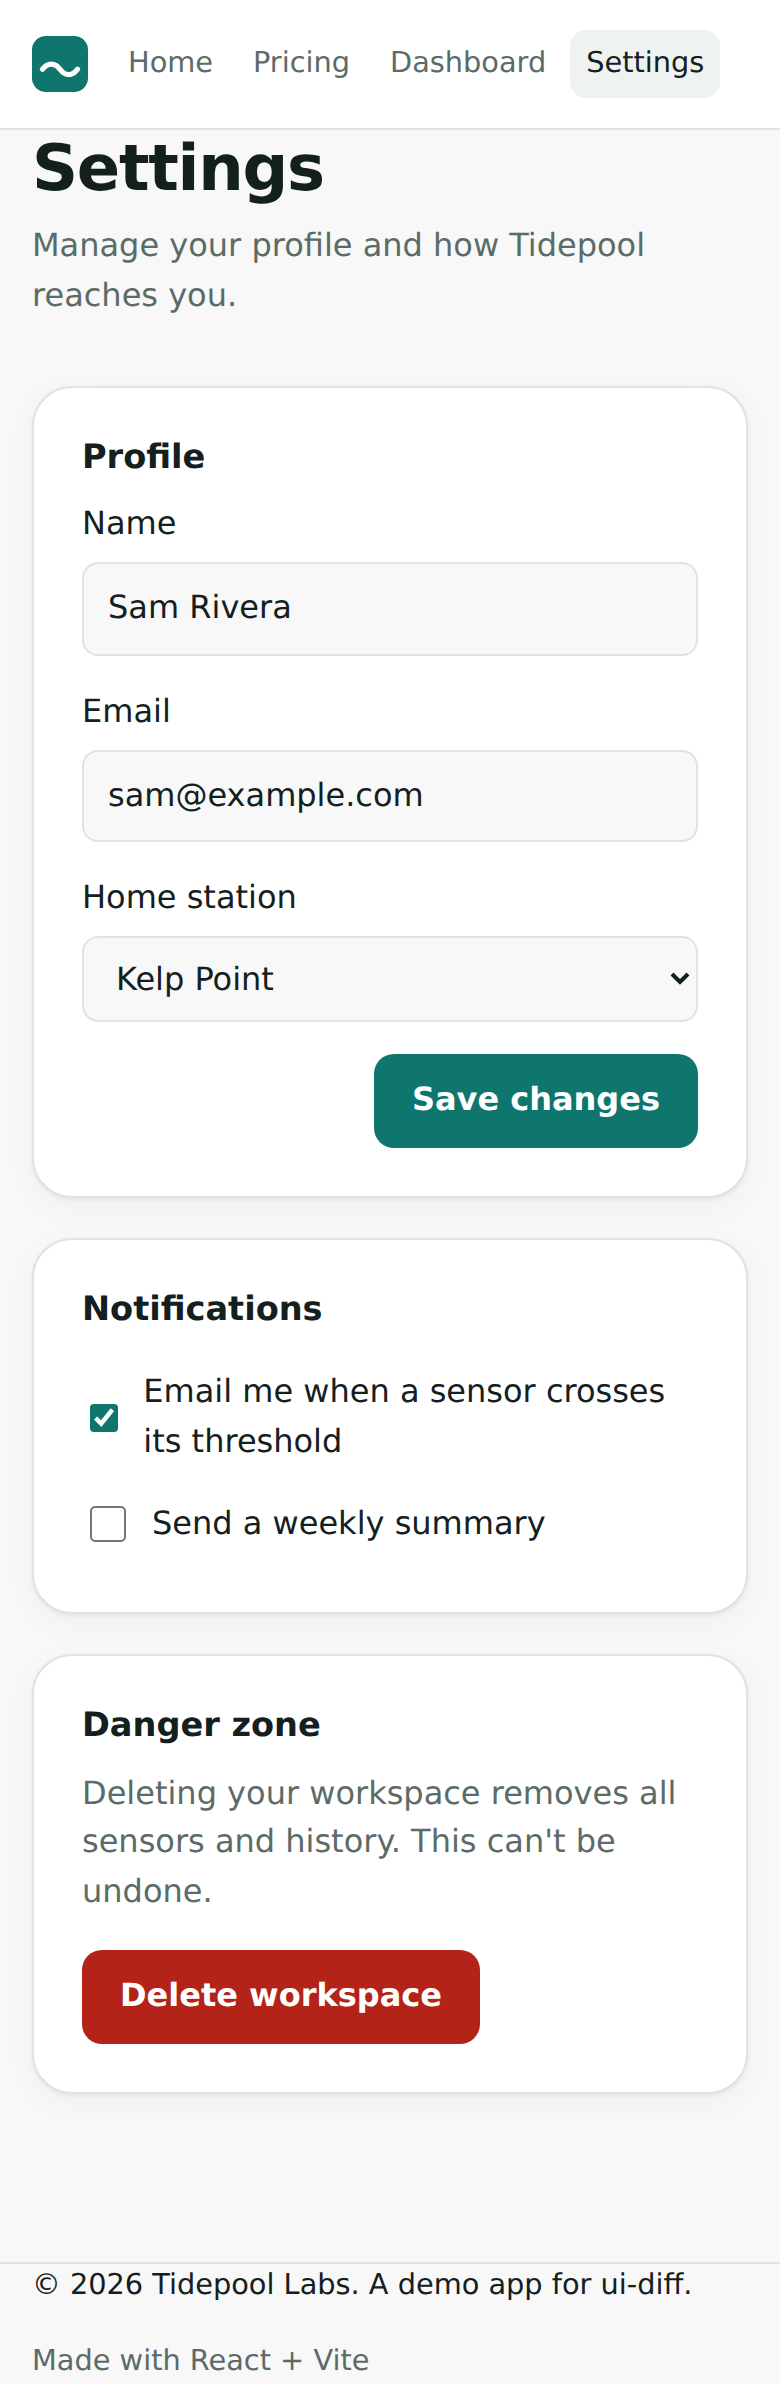 Home Pricing Dashboard Settings
Settings
Manage your profile and how Tidepool
reaches you.
Profile
Name
Sam Rivera
Email
sam@example.com
Home station
Kelp Point
Save changes
Notifications
Email me when a sensor crosses
its threshold
Send a weekly summary
Danger zone
Deleting your workspace removes all
sensors and history. This can't be
undone.
Delete workspace
© 2026 Tidepool Labs. A demo app for ui-diff.
Made with React + Vite